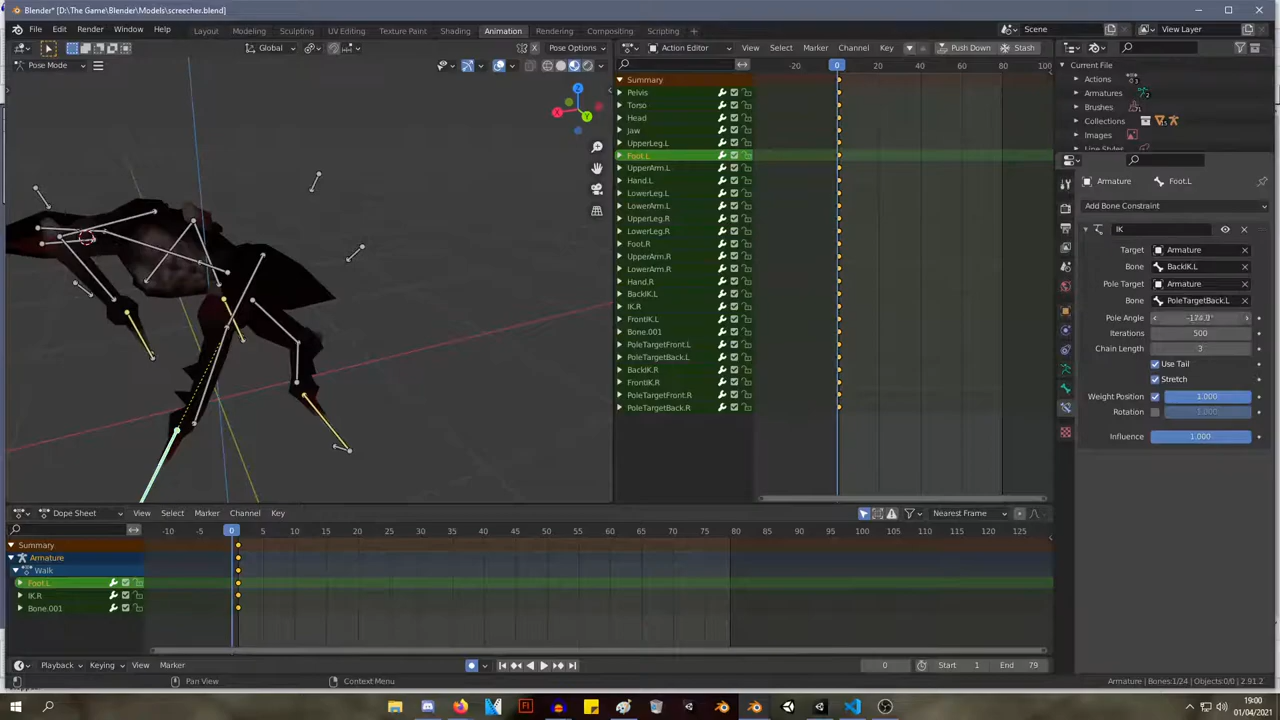 Blender* [D:\The Game\Blender\Models\screecher.blend]
File Edit Render Window Help Layout Modeling Sculpting UV Editing Texture Paint Shading Animation Rendering Compositing Scripting + Scene View Layer
Global Pose Options Action Editor View Select Marker Channel Key Push Down Stash
Pose Mode
-20 0 20 40 60 80 100
Summary
Pelvis
Torso
Head
Jaw
UpperLeg.L
Foot.L
UpperArm.L
Hand.L
LowerLeg.L
LowerArm.L
UpperLeg.R
LowerLeg.R
Foot.R
UpperArm.R
LowerArm.R
Hand.R
BackIK.L
IK.R
FrontIK.L
Bone.001
PoleTargetFront.L
PoleTargetBack.L
BackIK.R
FrontIK.R
PoleTargetFront.R
PoleTargetBack.R
X Y Z
Current File
Actions
Armatures
Brushes
Collections
Images
Line Styles
Armature Foot.L
Add Bone Constraint
IK
Target Armature
Bone BackIK.L
Pole Target Armature
Bone PoleTargetBack.L
Pole Angle
Iterations 500
Chain Length 3
Use Tail
Stretch
Weight Position 1.000
Rotation 1.000
Influence 1.000
Dope Sheet View Select Marker Channel Key Nearest Frame
-10 -5 0 5 10 15 20 25 30 35 40 45 50 55 60 65 70 75 80 85 90 95 100 105 110 115 120 125
Summary
Armature
Walk
Foot.L
IK.R
Bone.001
Playback Keying View Marker 0 Start 1 End 79
Pan View Context Menu Armature | Bones:1/24 | Objects:0/0 | 2.91.2
19:00
01/04/2021